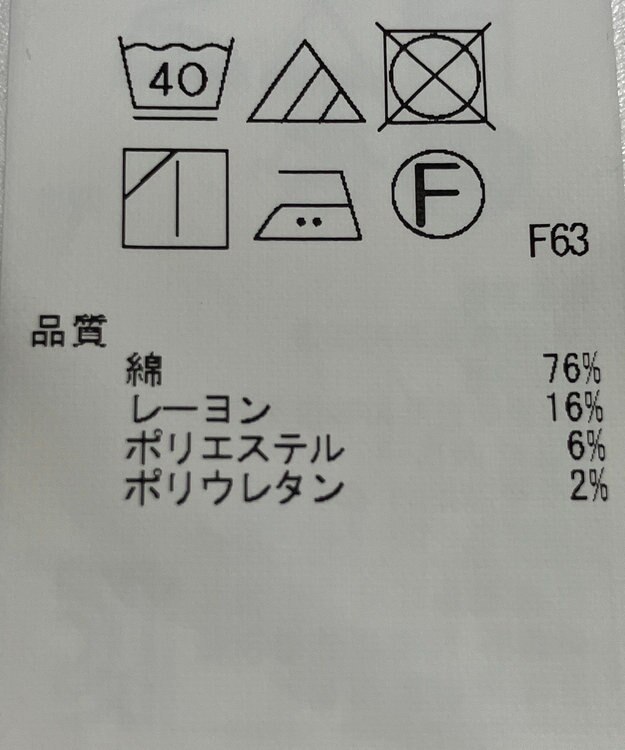 40
F
F63
品質
綿 76%
レーヨン 16%
ポリエステル 6%
ポリウレタン 2%